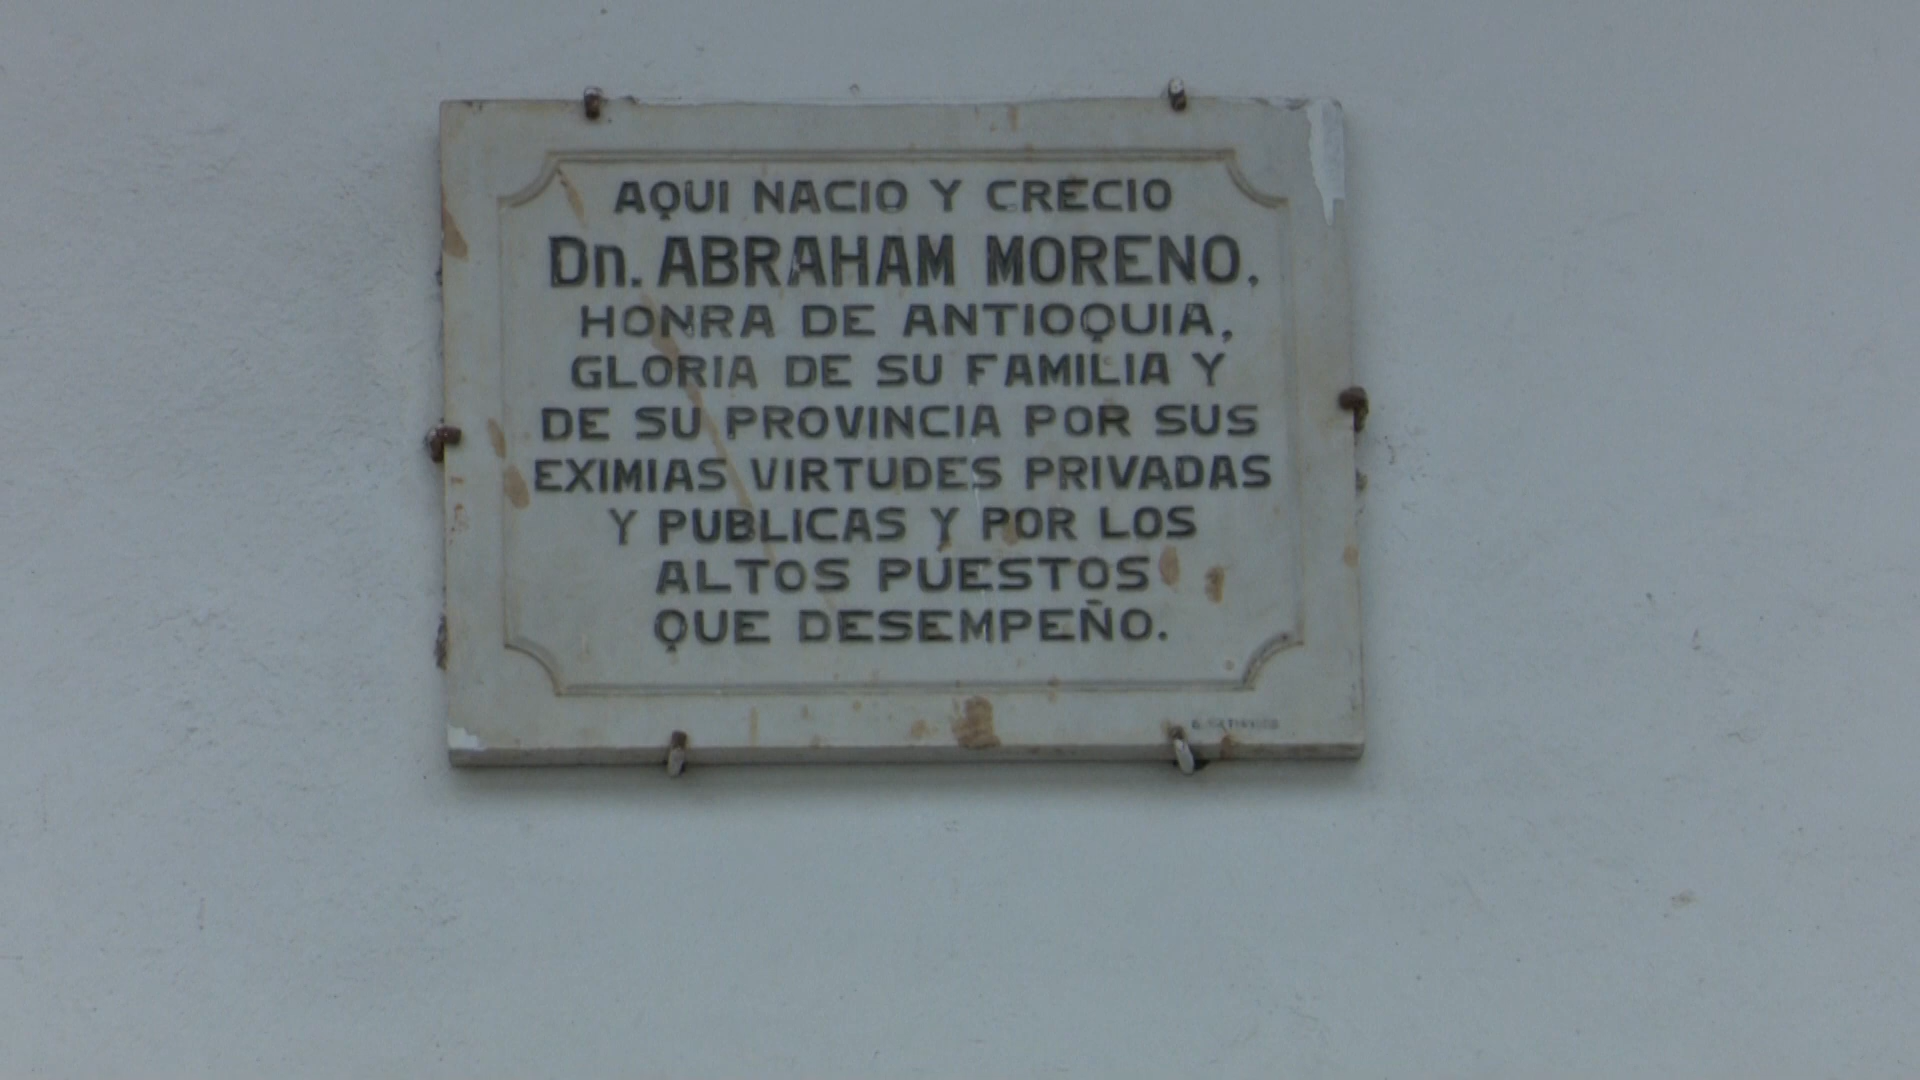 AQUI NACIO Y CRECIO
Dn. ABRAHAM MORENO,
HONRA DE ANTIOQUIA,
GLORIA DE SU FAMILIA Y
DE SU PROVINCIA POR SUS
EXIMIAS VIRTUDES PRIVADAS
Y PUBLICAS Y POR LOS
ALTOS PUESTOS
QUE DESEMPEÑO.